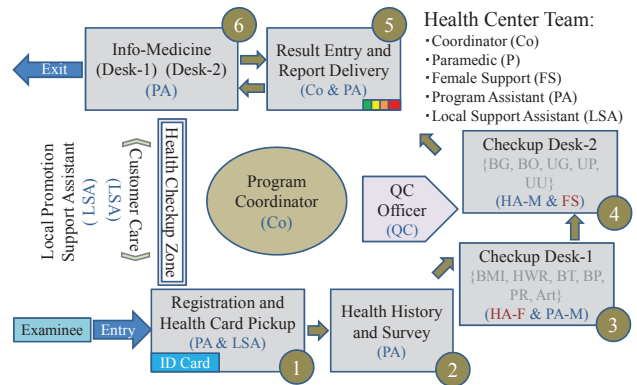 6
Info-Medicine
(Desk-1) (Desk-2)
(PA)
Exit
5
Result Entry and
Report Delivery
(Co & PA)
Health Center Team:
・Coordinator (Co)
・Paramedic (P)
・Female Support (FS)
・Program Assistant (PA)
・Local Support Assistant (LSA)
Local Promotion
Support Assistant
( LSA)
Customer Care
(LSA)
Health Checkup Zone
Program
Coordinator
(Co)
QC
Officer
(QC)
Checkup Desk-2
{BG, BO, UG, UP,
UU}
(HA-M & FS)
4
Checkup Desk-1
{BMI, HWR, BT, BP,
PR, Art}
(HA-F & PA-M)
3
Examinee
Entry
Registration and
Health Card Pickup
(PA & LSA)
ID Card
1
Health History
and Survey
(PA)
2